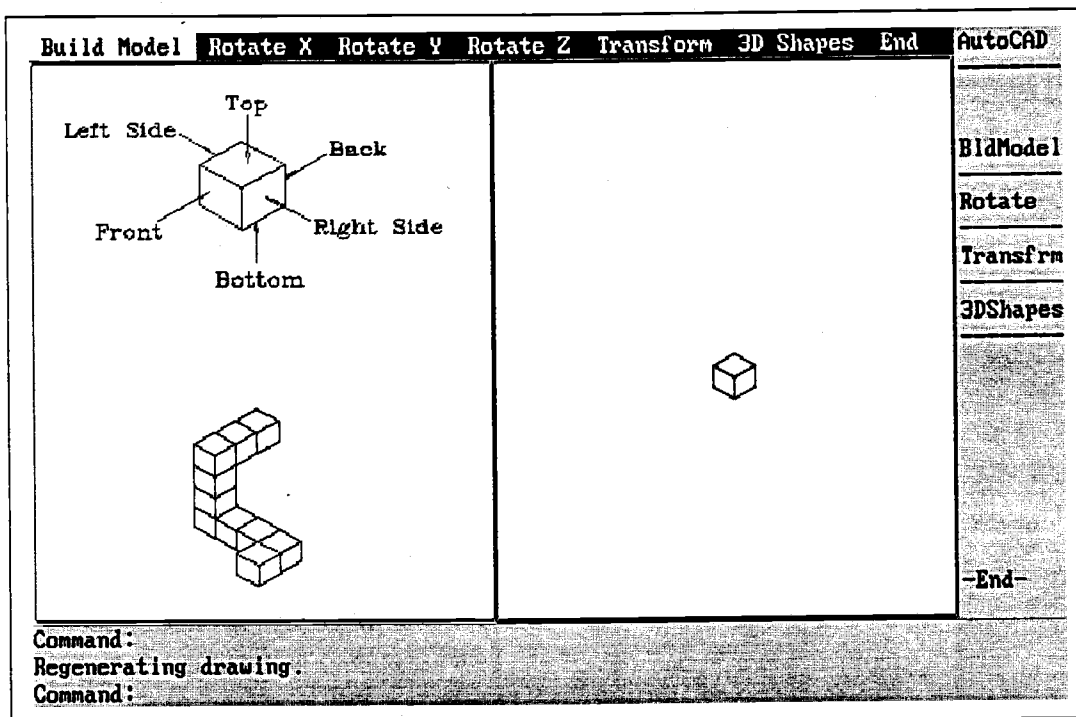 Build Model Rotate X Rotate Y Rotate Z Transform 3D Shapes End AutoCAD
Top
Left Side
Back
BldModel
Rotate
Front
Right Side
Transfrm
Bottom
3DShapes
-End-
Command:
Regenerating drawing.
Command: